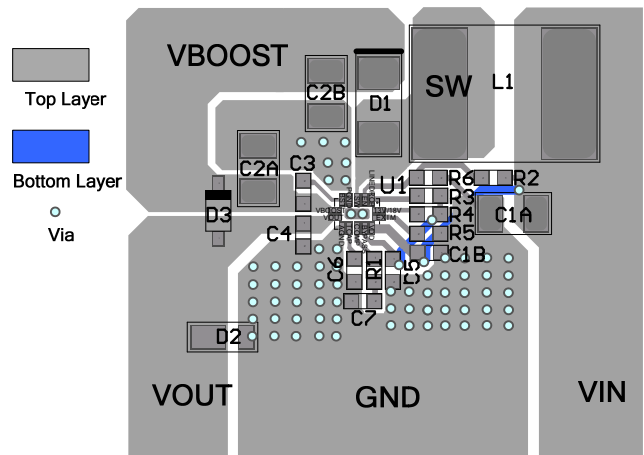 VBOOST
C2B
D1
SW
L1
Top Layer
Bottom Layer
Via
C2A
C3
U1
R6
R2
R3
D3
R4
C1A
C4
R5
C1B
C6
R1
C5
C7
D2
VOUT
GND
VIN